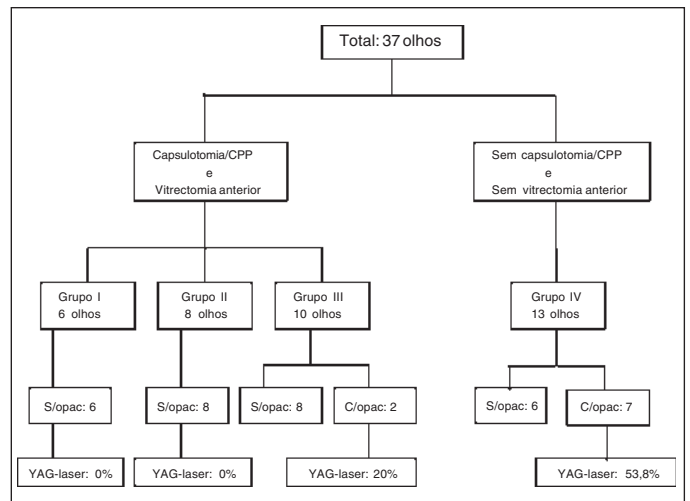 Total: 37 olhos
Capsulotomia/CPP
e
Vitrectomia anterior
Sem capsulotomia/CPP
e
Sem vitrectomia anterior
Grupo I
6 olhos
Grupo II
8 olhos
Grupo III
10 olhos
Grupo IV
13 olhos
S/opac: 6
S/opac: 8
S/opac: 8
C/opac: 2
S/opac: 6
C/opac: 7
YAG-laser: 0%
YAG-laser: 0%
YAG-laser: 20%
YAG-laser: 53,8%